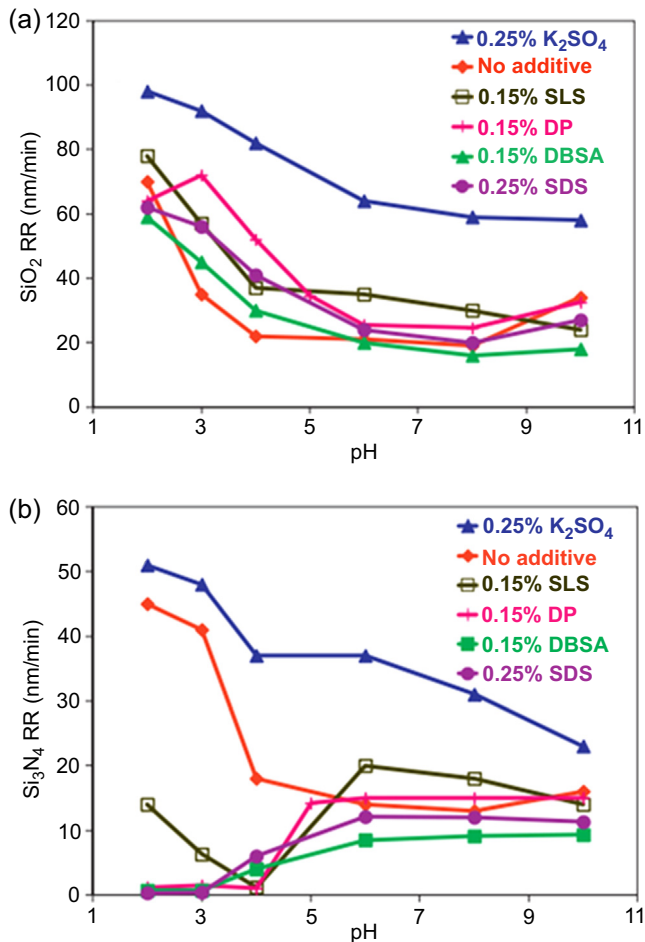 (a)
120
100
80
60
40
20
0
SiO₂ RR (nm/min)
0.25% K₂SO₄
No additive
0.15% SLS
0.15% DP
0.15% DBSA
0.25% SDS
1 3 5 7 9 11
pH
(b)
60
50
40
30
20
10
0
Si₃N₄ RR (nm/min)
0.25% K₂SO₄
No additive
0.15% SLS
0.15% DP
0.15% DBSA
0.25% SDS
1 3 5 7 9 11
pH